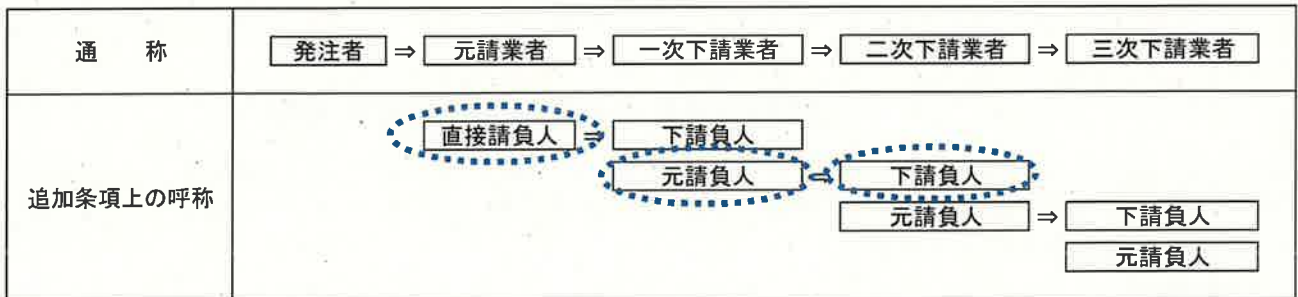 通 称 発注者 ⇒ 元請業者 ⇒ 一次下請業者 ⇒ 二次下請業者 ⇒ 三次下請業者
追加条項上の呼称
直接請負人 ⇒ 下請負人
元請負人 ⇒ 下請負人
元請負人 ⇒ 下請負人
元請負人